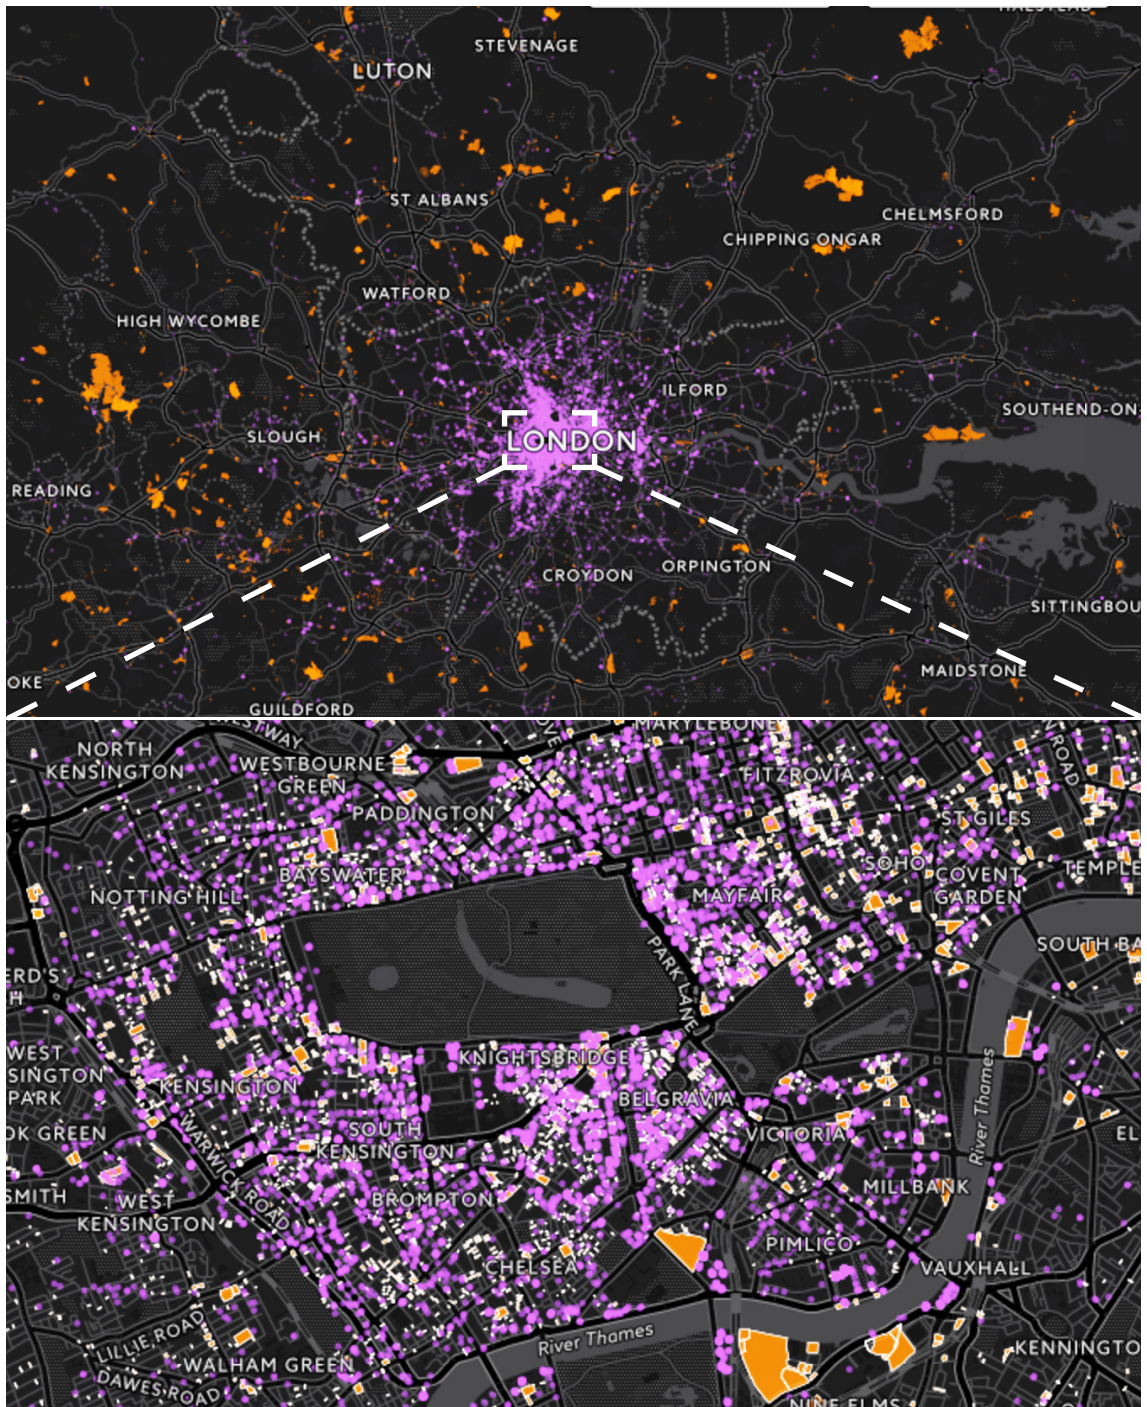 HALSTEAD
STEVENAGE
LUTON
ST ALBANS
CHELMSFORD
CHIPPING ONGAR
WATFORD
HIGH WYCOMBE
ILFORD
SOUTHEND-ON-
SLOUGH
LONDON
READING
CROYDON
ORPINGTON
SITTINGBOU
MAIDSTONE
OKE
GUILDFORD
MARYLEBONE
NORTH
KENSINGTON
WESTBOURNE
GREEN
FITZROVIA
N ROAD
PADDINGTON
ST GILES
SOHO
BAYSWATER
COVENT
GARDEN
TEMPLE
NOTTING HILL
MAYFAIR
SOUTH BA
ERD'S
H
PARK LANE
WEST
SINGTON
PARK
KNIGHTSBRIDGE
KENSINGTON
BELGRAVIA
River Thames
OK GREEN
SOUTH
KENSINGTON
VICTORIA
EL
WARWICK ROAD
SMITH
WEST
KENSINGTON
BROMPTON
MILLBANK
PIMLICO
CHELSEA
VAUXHALL
LILLIE ROAD
River Thames
WALHAM GREEN
KENNINGTO
DAWES ROAD
NINE ELMS